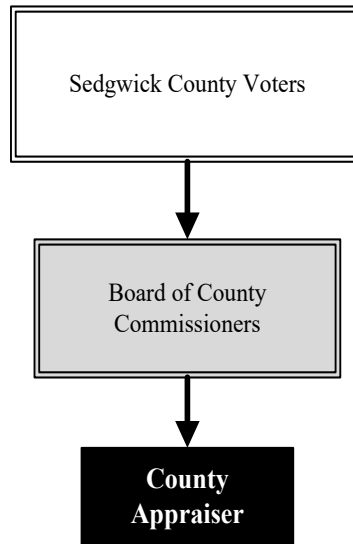 Sedgwick County Voters
Board of County
Commissioners
County
Appraiser